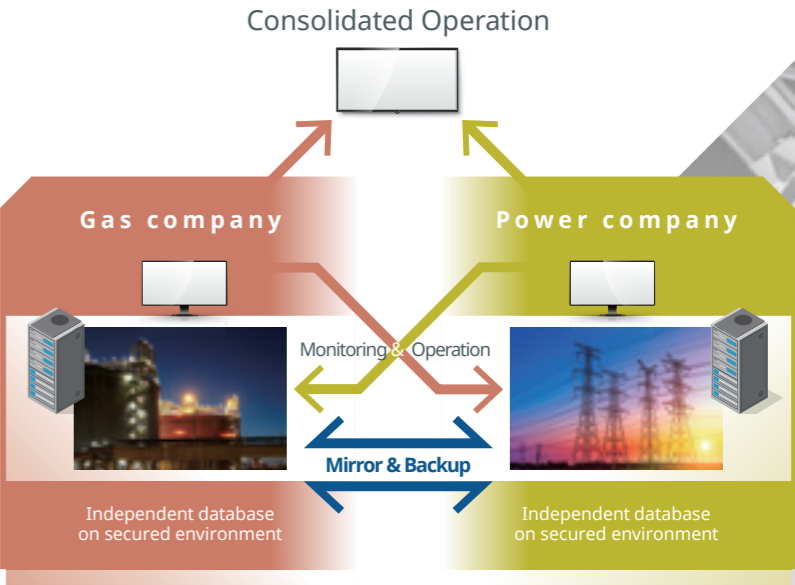 Consolidated Operation
Gas company
Power company
Monitoring & Operation
Mirror & Backup
Independent database
on secured environment
Independent database
on secured environment